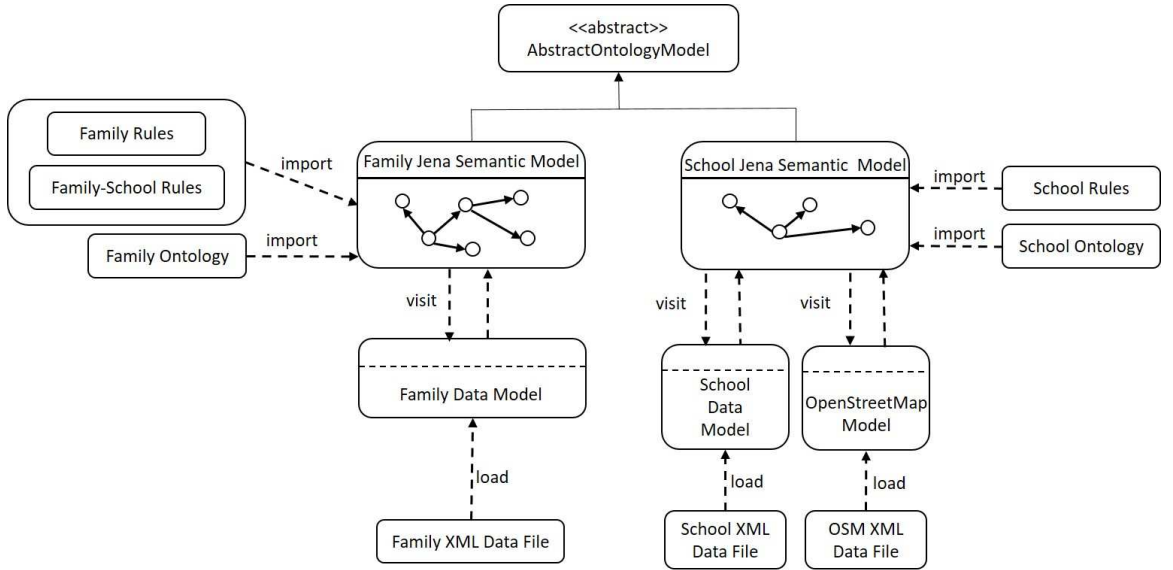 <<abstract>>
AbstractOntologyModel
Family Rules
Family-School Rules
import
Family Jena Semantic Model
School Jena Semantic Model
import
School Rules
Family Ontology
import
import
School Ontology
visit
visit
visit
Family Data Model
School
Data
Model
OpenStreetMap
Model
load
load
load
Family XML Data File
School XML
Data File
OSM XML
Data File